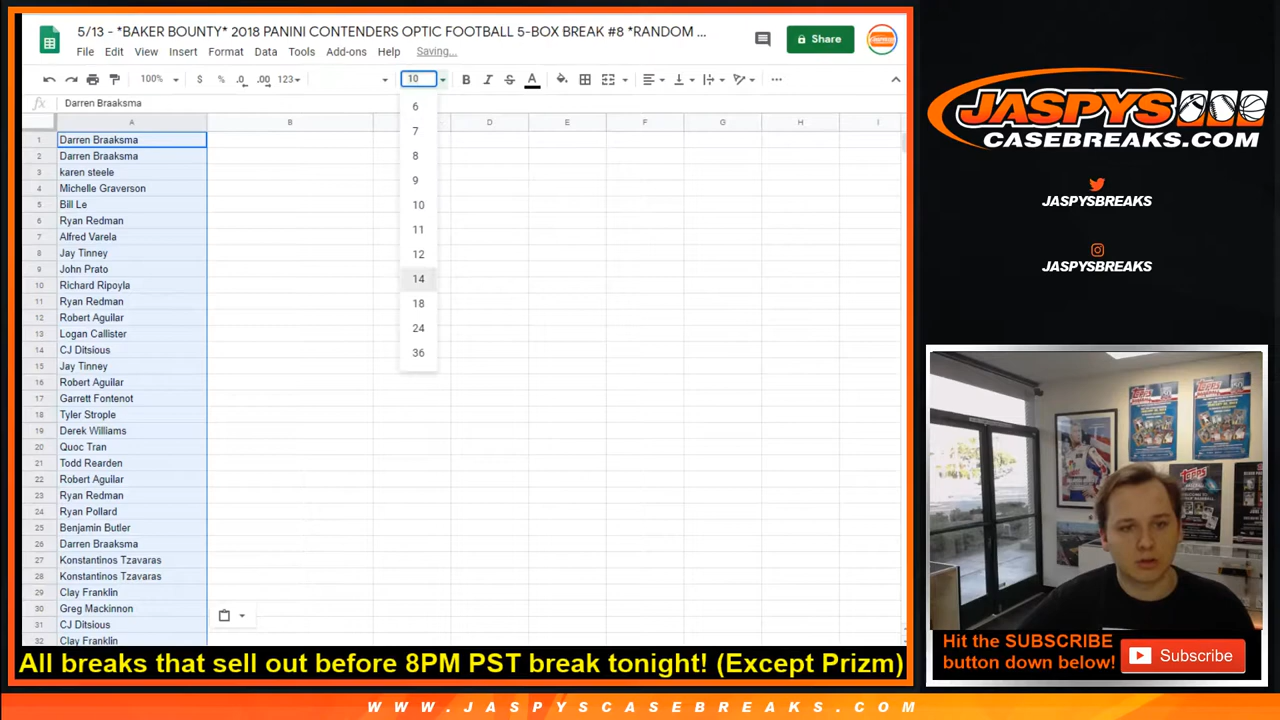 5/13 - *BAKER BOUNTY* 2018 PANINI CONTENDERS OPTIC FOOTBALL 5-BOX BREAK #8 *RANDOM ...
File Edit View Insert Format Data Tools Add-ons Help Saving...
Share
100% $ % .0 .00 123 10 B I S A
fx Darren Braaksma
A B D E F G H I
1 Darren Braaksma
2 Darren Braaksma
3 karen steele
4 Michelle Graverson
5 Bill Le
6 Ryan Redman
7 Alfred Varela
8 Jay Tinney
9 John Prato
10 Richard Ripoyla
11 Ryan Redman
12 Robert Aguilar
13 Logan Callister
14 CJ Ditsious
15 Jay Tinney
16 Robert Aguilar
17 Garrett Fontenot
18 Tyler Strople
19 Derek Williams
20 Quoc Tran
21 Todd Rearden
22 Robert Aguilar
23 Ryan Redman
24 Ryan Pollard
25 Benjamin Butler
26 Darren Braaksma
27 Konstantinos Tzavaras
28 Konstantinos Tzavaras
29 Clay Franklin
30 Greg Mackinnon
31 CJ Ditsious
32 Clay Franklin
6
7
8
9
10
11
12
14
18
24
36
JASPYS
CASEBREAKS.COM
JASPYSBREAKS
JASPYSBREAKS
TOPPS
Hit the SUBSCRIBE
button down below!
Subscribe
All breaks that sell out before 8PM PST break tonight! (Except Prizm)
WWW.JASPYSCASEBREAKS.COM